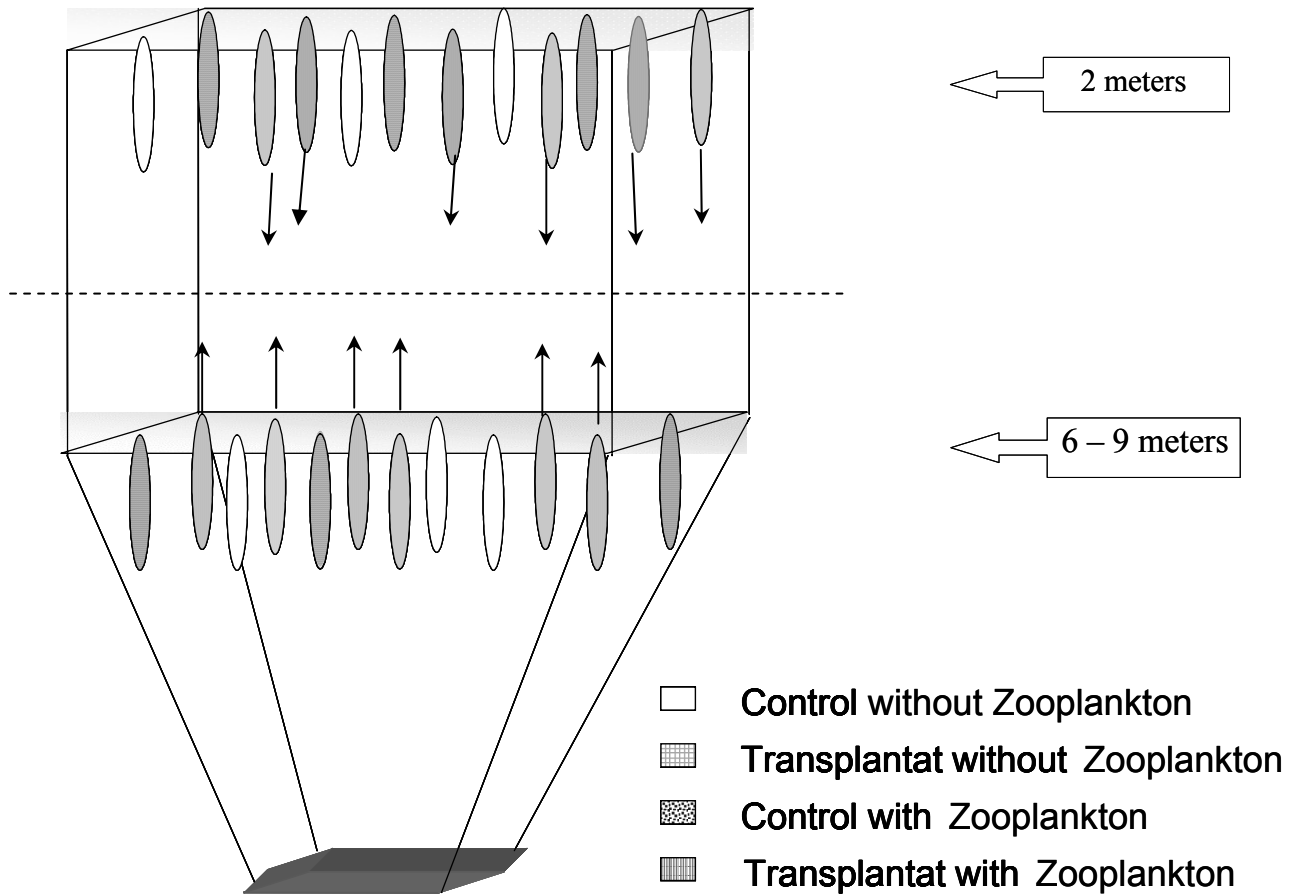 2 meters
6 – 9 meters
Control without Zooplankton
Transplantat without Zooplankton
Control with Zooplankton
Transplantat with Zooplankton